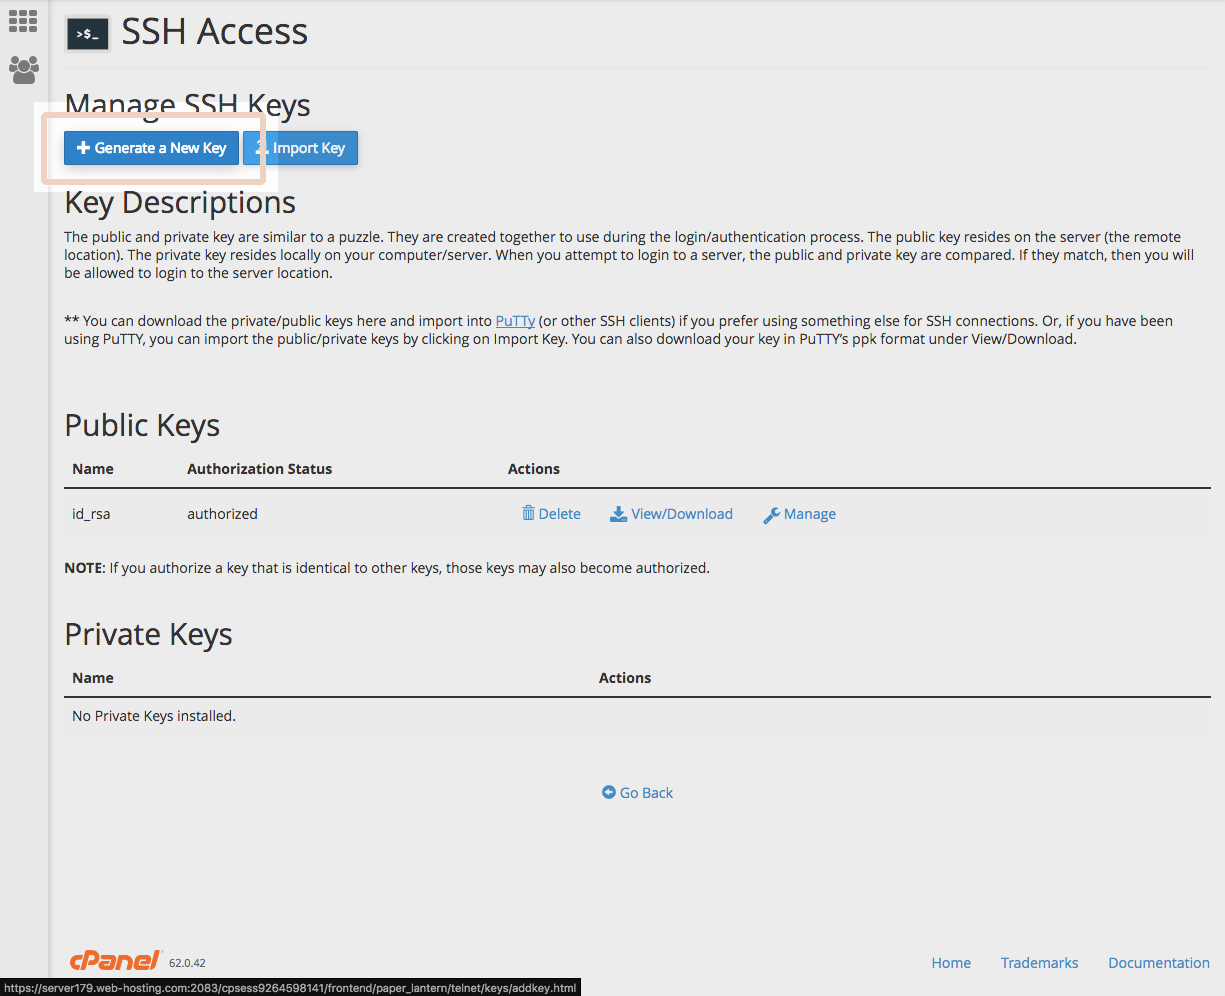 >$_ SSH Access
Manage SSH Keys
Generate a New Key Import Key
Key Descriptions
The public and private key are similar to a puzzle. They are created together to use during the login/authentication process. The public key resides on the server (the remote
location). The private key resides locally on your computer/server. When you attempt to login to a server, the public and private key are compared. If they match, then you will
be allowed to login to the server location.
** You can download the private/public keys here and import into PuTTy (or other SSH clients) if you prefer using something else for SSH connections. Or, if you have been
using PuTTY, you can import the public/private keys by clicking on Import Key. You can also download your key in PuTTY’s ppk format under View/Download.
Public Keys
Name Authorization Status Actions
id_rsa authorized Delete View/Download Manage
NOTE: If you authorize a key that is identical to other keys, those keys may also become authorized.
Private Keys
Name Actions
No Private Keys installed.
Go Back
cPanel 62.0.42 Home Trademarks Documentation
https://server179.web-hosting.com:2083/cpsess9264598141/frontend/paper_lantern/telnet/keys/addkey.html